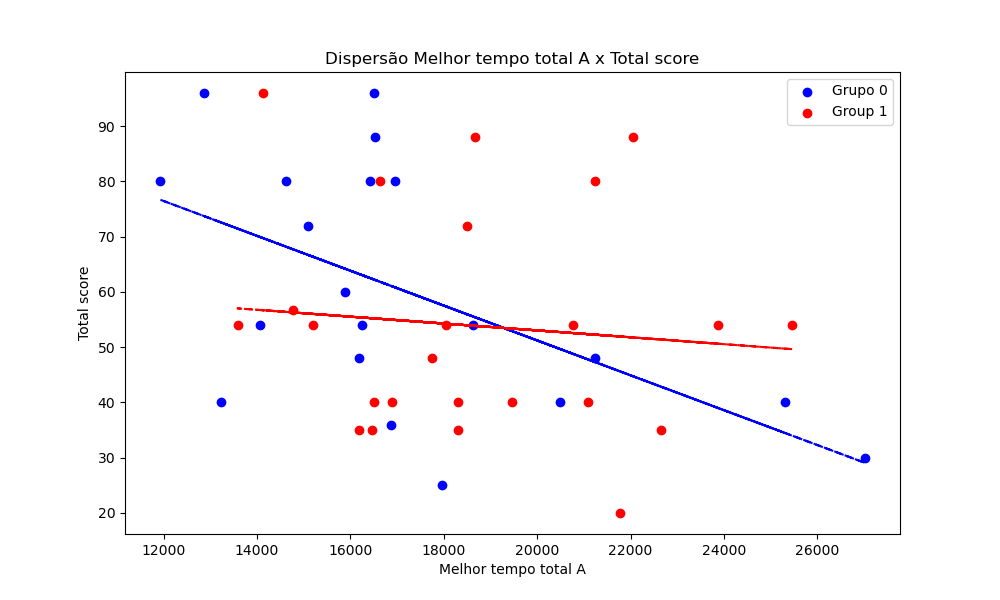 Dispersão Melhor tempo total A x Total score
Grupo 0
Group 1
Total score
90
80
70
60
50
40
30
20
12000 14000 16000 18000 20000 22000 24000 26000
Melhor tempo total A